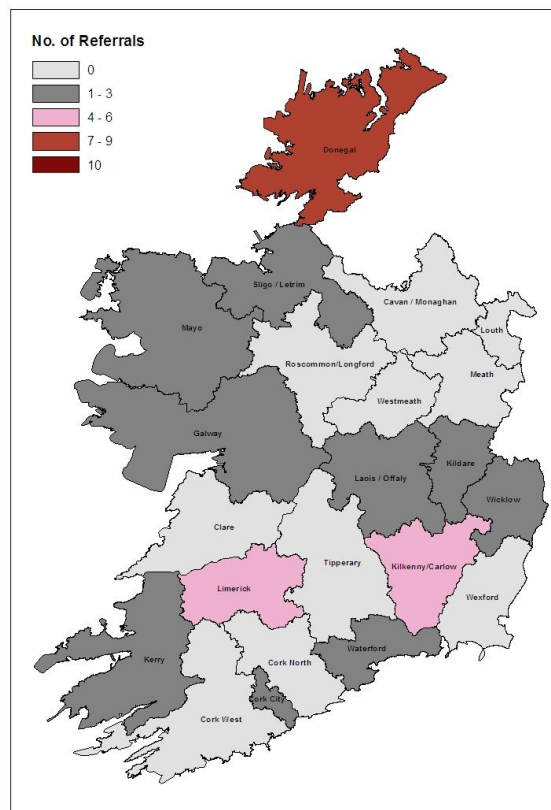 No. of Referrals
0
1 - 3
4 - 6
7 - 9
10
Donegal
Sligo / Letrim
Cavan / Monaghan
Louth
Mayo
Roscommon/Longford
Meath
Westmeath
Galway
Kildare
Laois / Offaly
Wicklow
Clare
Tipperary
Kilkenny/Carlow
Limerick
Wexford
Waterford
Kerry
Cork North
Cork City
Cork West